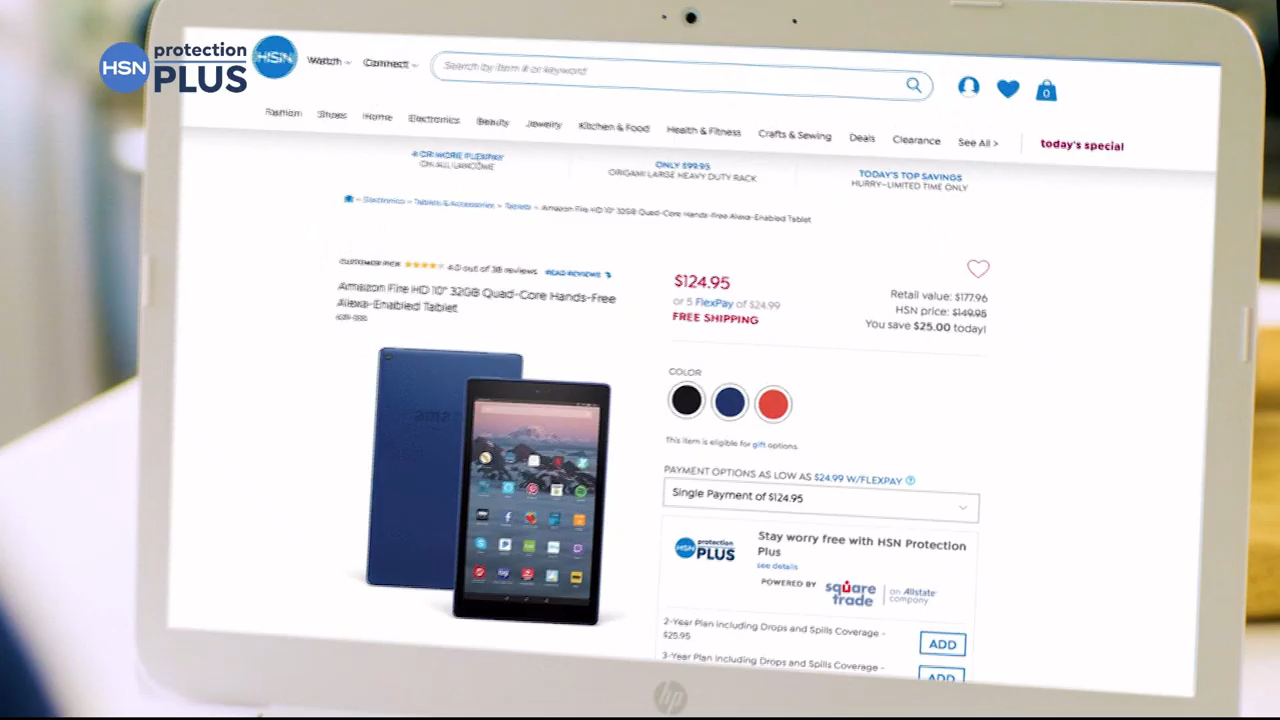 HSN protection PLUS
HSN Watch Connect Search by item # or keyword 0
Fashion Shoes Home Electronics Beauty Jewelry Kitchen & Food Health & Fitness Crafts & Sewing Deals Clearance See All > today's special
4 OR MORE FLEXPAY ONLY $99.95 TODAY'S TOP SAVINGS
ON ALL LANCOME ORIGAMI LARGE HEAVY DUTY RACK HURRY–LIMITED TIME ONLY
Electronics Tablets & Accessories Tablets Amazon Fire HD 10" 32GB Quad-Core Hands-Free Alexa-Enabled Tablet
CUSTOMER PICK 4.0 out of 38 reviews READ REVIEWS
Amazon Fire HD 10" 32GB Quad-Core Hands-Free
Alexa-Enabled Tablet
$124.95
or 5 FlexPay of $24.99
FREE SHIPPING
Retail value: $177.96
HSN price: $149.95
You save $25.00 today!
COLOR
This item is eligible for gift options.
PAYMENT OPTIONS AS LOW AS $24.99 W/FLEXPAY ?
Single Payment of $124.95
HSN protection PLUS
Stay worry free with HSN Protection
Plus
see details
POWERED BY square trade an Allstate company
2-Year Plan Including Drops and Spills Coverage -
$25.95
ADD
3-Year Plan Including Drops and Spills Coverage -
ADD
hp